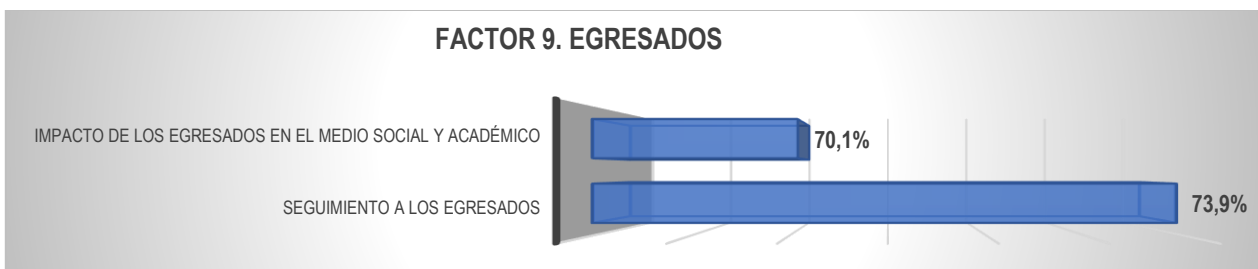 FACTOR 9. EGRESADOS
IMPACTO DE LOS EGRESADOS EN EL MEDIO SOCIAL Y ACADÉMICO
70,1%
SEGUIMIENTO A LOS EGRESADOS
73,9%